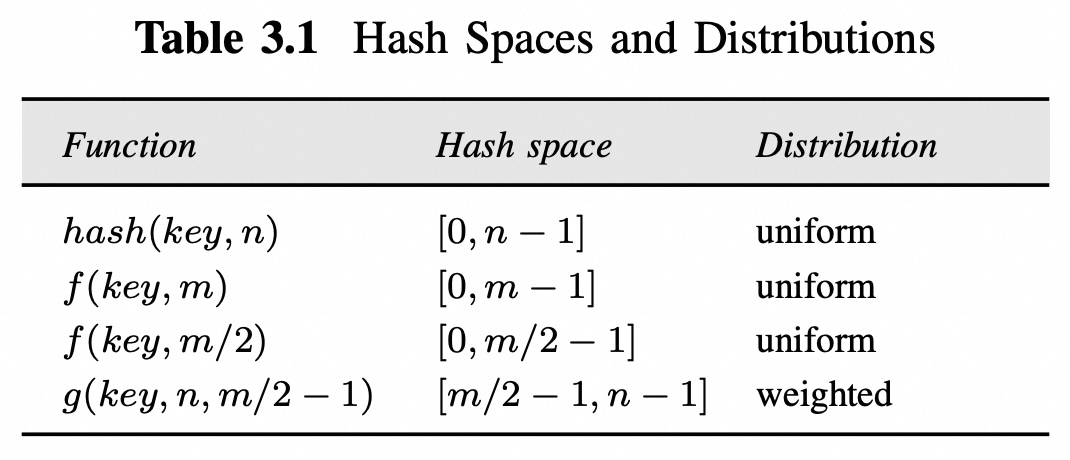 Table 3.1 Hash Spaces and Distributions
Function Hash space Distribution
hash(key, n) [0, n − 1] uniform
f(key, m) [0, m − 1] uniform
f(key, m/2) [0, m/2 − 1] uniform
g(key, n, m/2 − 1) [m/2 − 1, n − 1] weighted